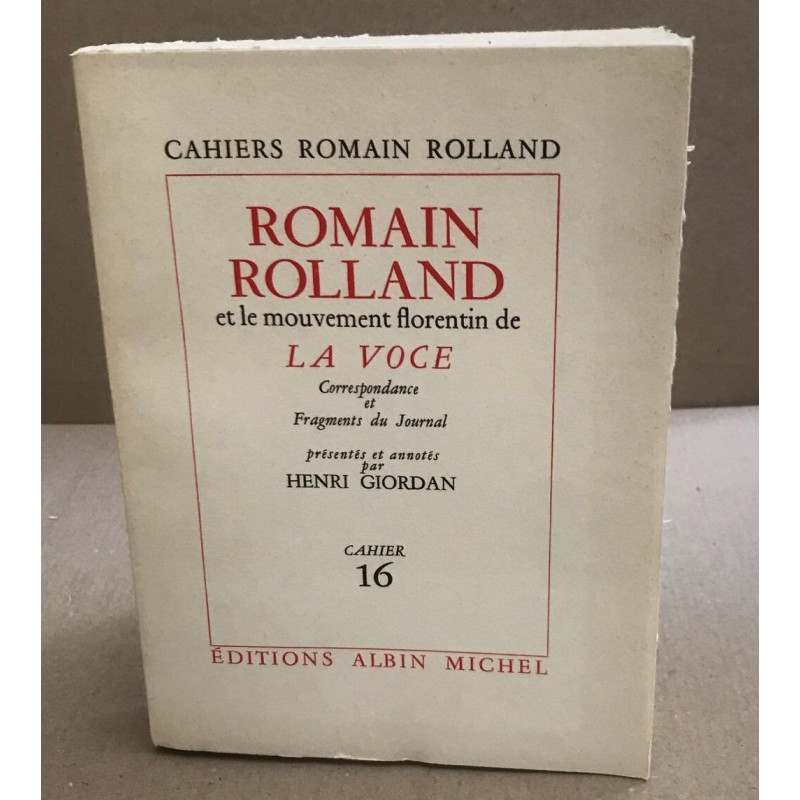 CAHIERS ROMAIN ROLLAND
ROMAIN
ROLLAND
et le mouvement florentin de
LA VOCE
Correspondance
et
Fragments du Journal
présentés et annotés
par
HENRI GIORDAN
CAHIER
16
ÉDITIONS ALBIN MICHEL